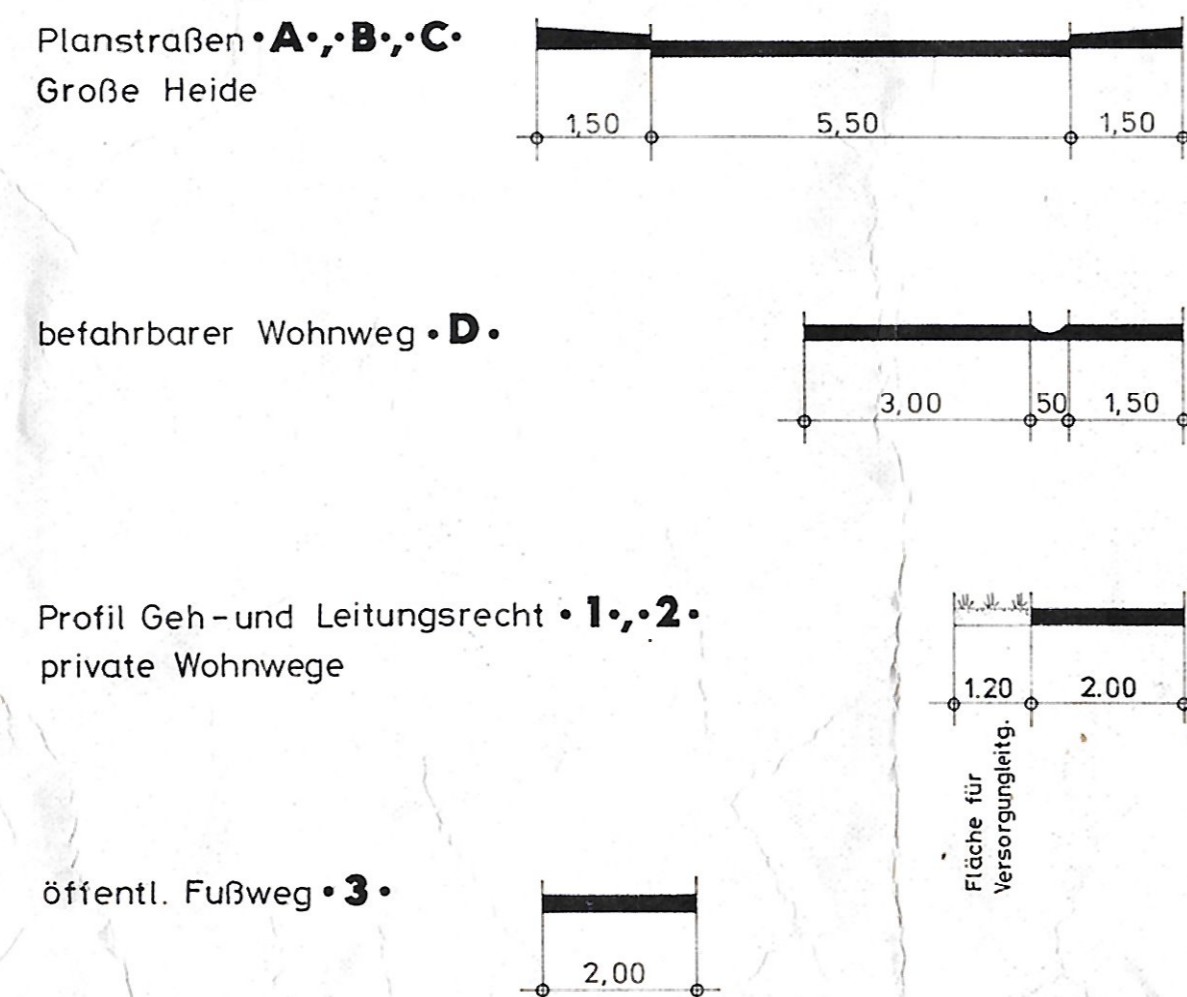 Planstraßen •A•,•B•,•C•
Große Heide
1,50 5,50 1,50
befahrbarer Wohnweg •D•
3,00 50 1,50
Profil Geh-und Leitungsrecht •1•,•2•
private Wohnwege
1.20 2.00
Fläche für
Versorgungleitg.
öffentl. Fußweg •3•
2,00